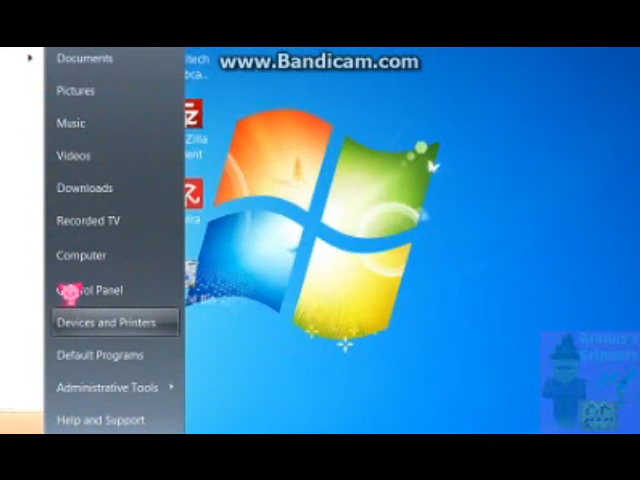 www.Bandicam.com
Documents
Pictures
Music
Videos
Downloads
Recorded TV
Computer
Panel
Devices and Printers
Default Programs
Administrative Tools
Help and Support